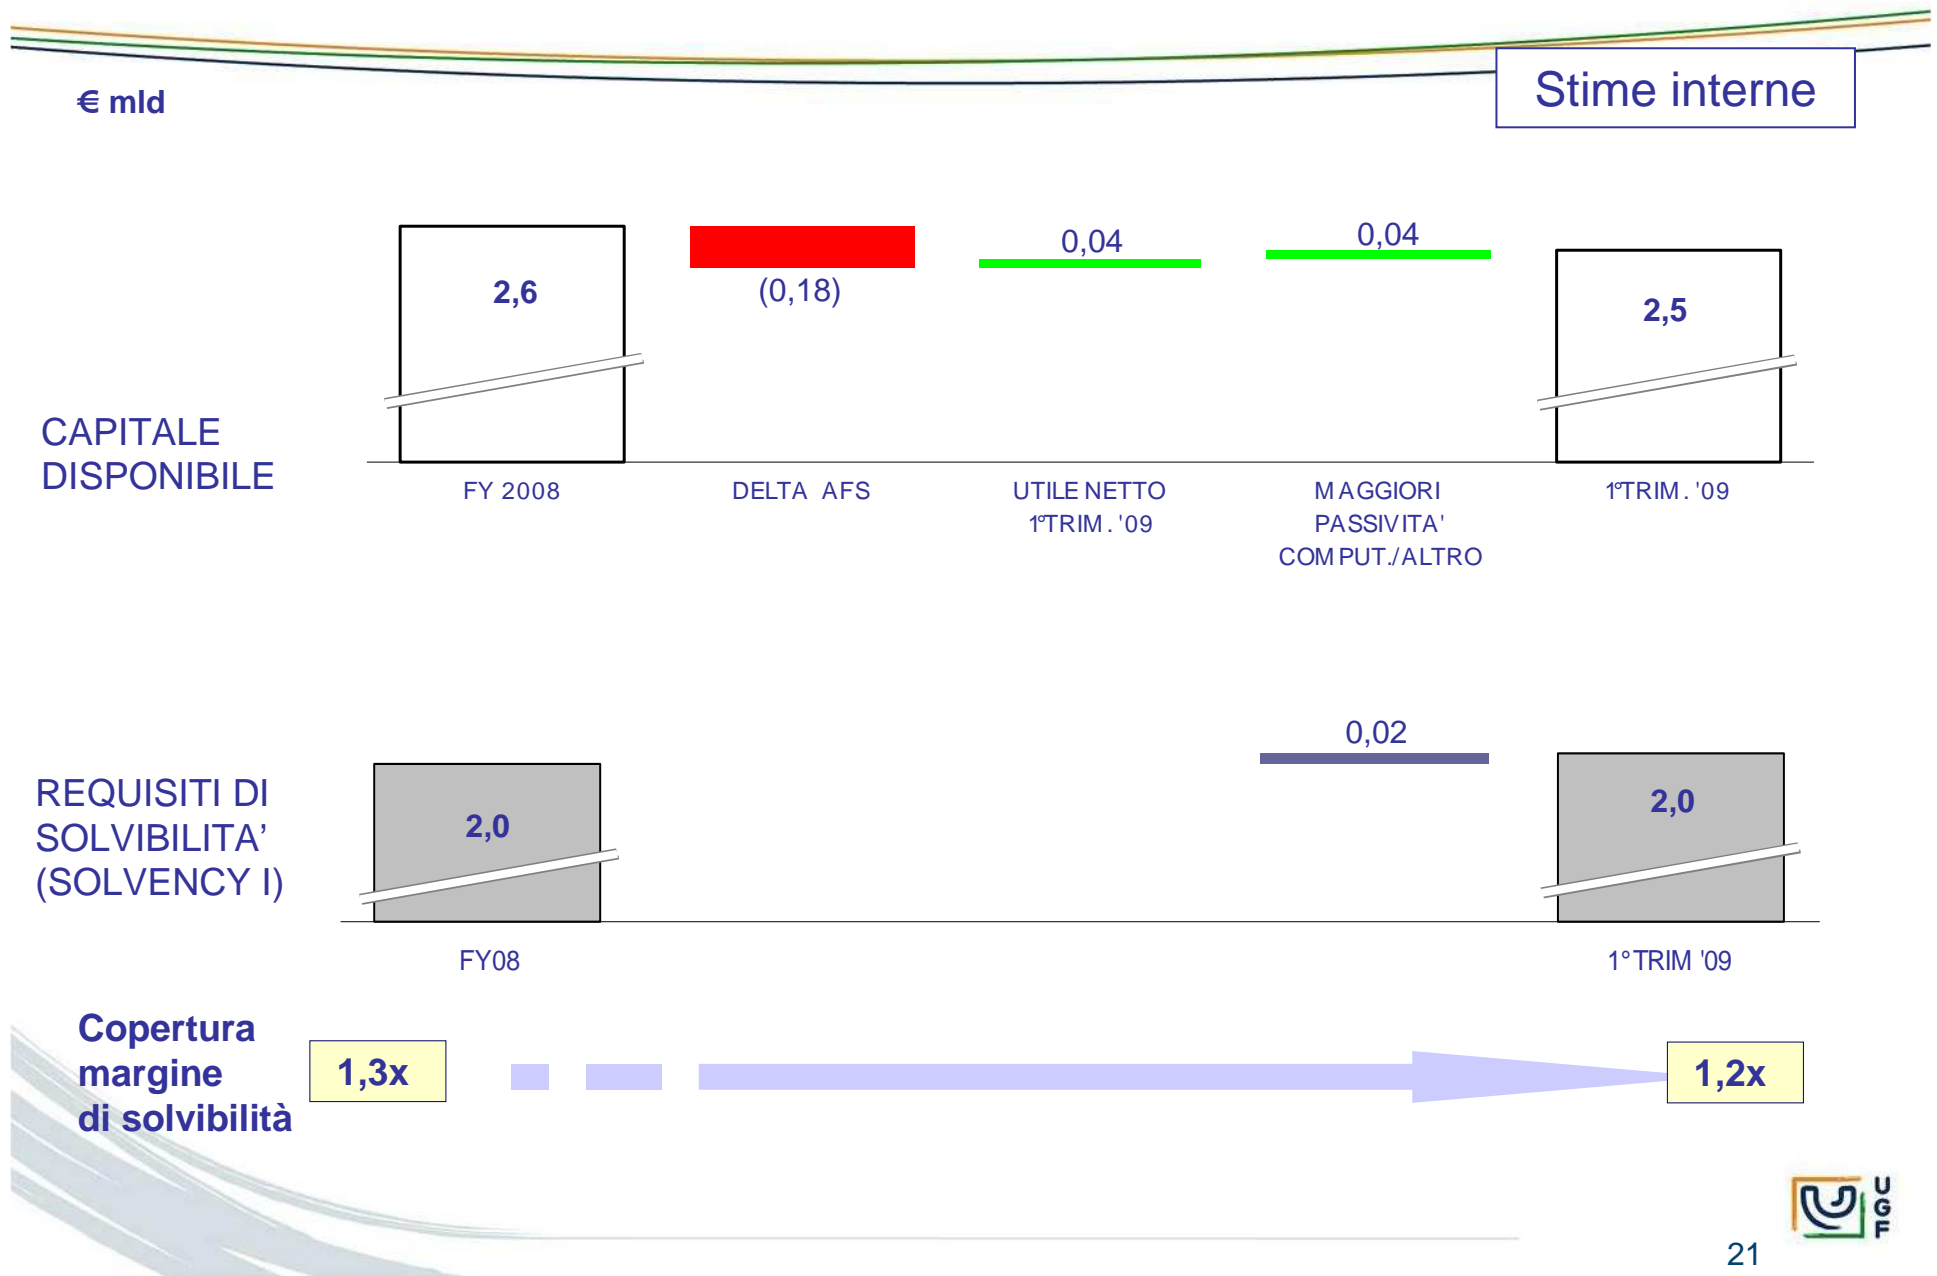 € mld
Stime interne
2,6
(0,18)
0,04
0,04
2,5
CAPITALE
DISPONIBILE
FY 2008
DELTA AFS
UTILE NETTO
1°TRIM. '09
MAGGIORI
PASSIVITA'
COMPUT./ALTRO
1°TRIM. '09
REQUISITI DI
SOLVIBILITA’
(SOLVENCY I)
2,0
0,02
2,0
FY08
1° TRIM '09
Copertura
margine
di solvibilità
1,3x
1,2x
UGF
21